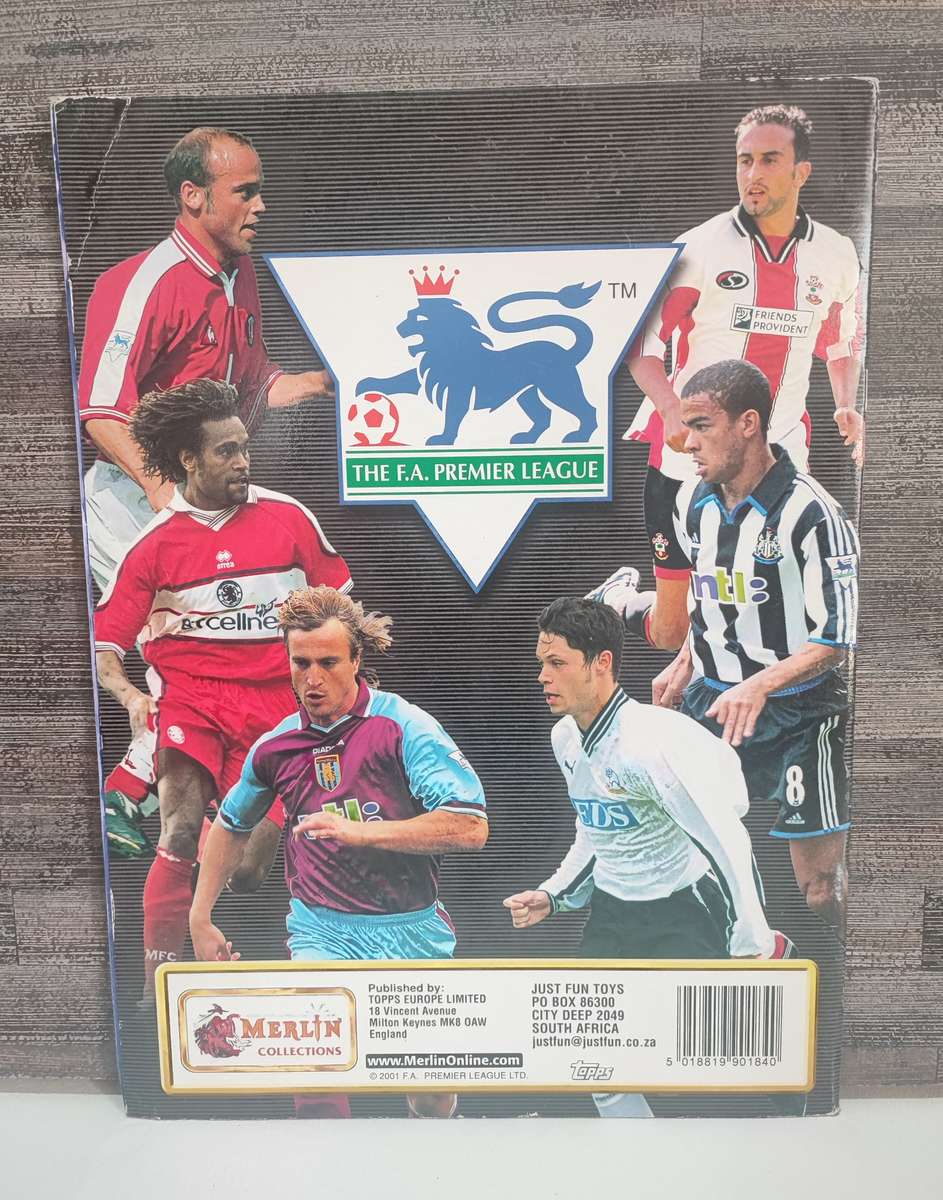 TM
THE F.A. PREMIER LEAGUE
FRIENDS
PROVIDENT
errea
ntl:
8
adidas
DIADORA
ntl:
EDS
MFC
MERLIN
COLLECTIONS
Published by:
TOPPS EUROPE LIMITED
18 Vincent Avenue
Milton Keynes MK8 OAW
England
www.MerlinOnline.com
© 2001 F.A. PREMIER LEAGUE LTD.
JUST FUN TOYS
PO BOX 86300
CITY DEEP 2049
SOUTH AFRICA
justfun@justfun.co.za
Topps
5 018819 901840